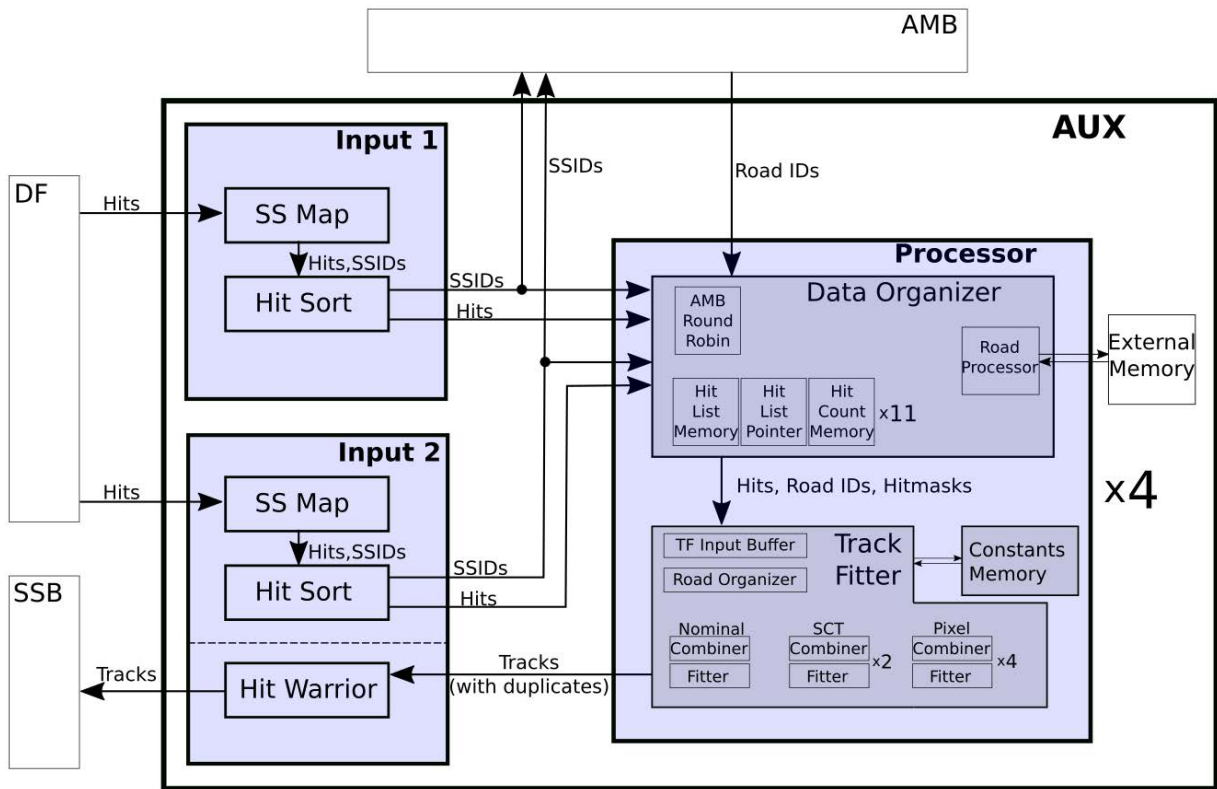 AMB
AUX
Input 1
DF
Hits
SS Map
Hits,SSIDs
Hit Sort
SSIDs
Hits
SSIDs
Road IDs
Processor
Data Organizer
AMB
Round
Robin
Road
Processor
External
Memory
Hit
List
Memory
Hit
List
Pointer
Hit
Count
Memory
x11
Input 2
Hits
SS Map
Hits,SSIDs
Hit Sort
SSIDs
Hits
Hits, Road IDs, Hitmasks
x4
TF Input Buffer
Road Organizer
Track
Fitter
Constants
Memory
Nominal
Combiner
Fitter
SCT
Combiner
Fitter
x2
Pixel
Combiner
Fitter
x4
SSB
Tracks
Hit Warrior
Tracks
(with duplicates)